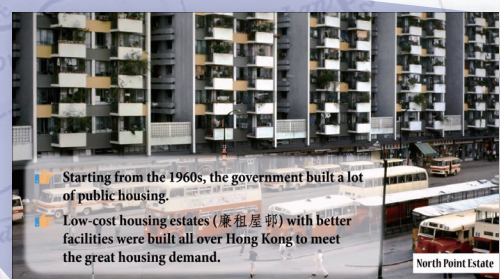 Starting from the 1960s, the government built a lot
of public housing.
Low-cost housing estates (廉租屋邨) with better
facilities were built all over Hong Kong to meet
the great housing demand.
North Point Estate